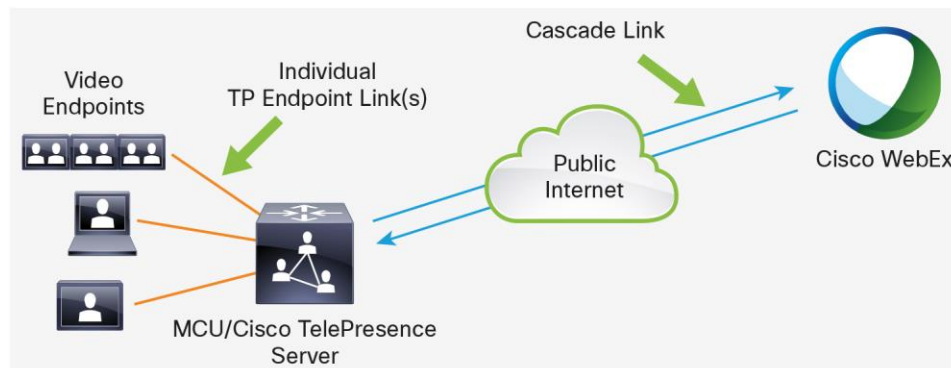 Video
Endpoints
Individual
TP Endpoint Link(s)
Cascade Link
Public
Internet
Cisco WebEx
MCU/Cisco TelePresence
Server